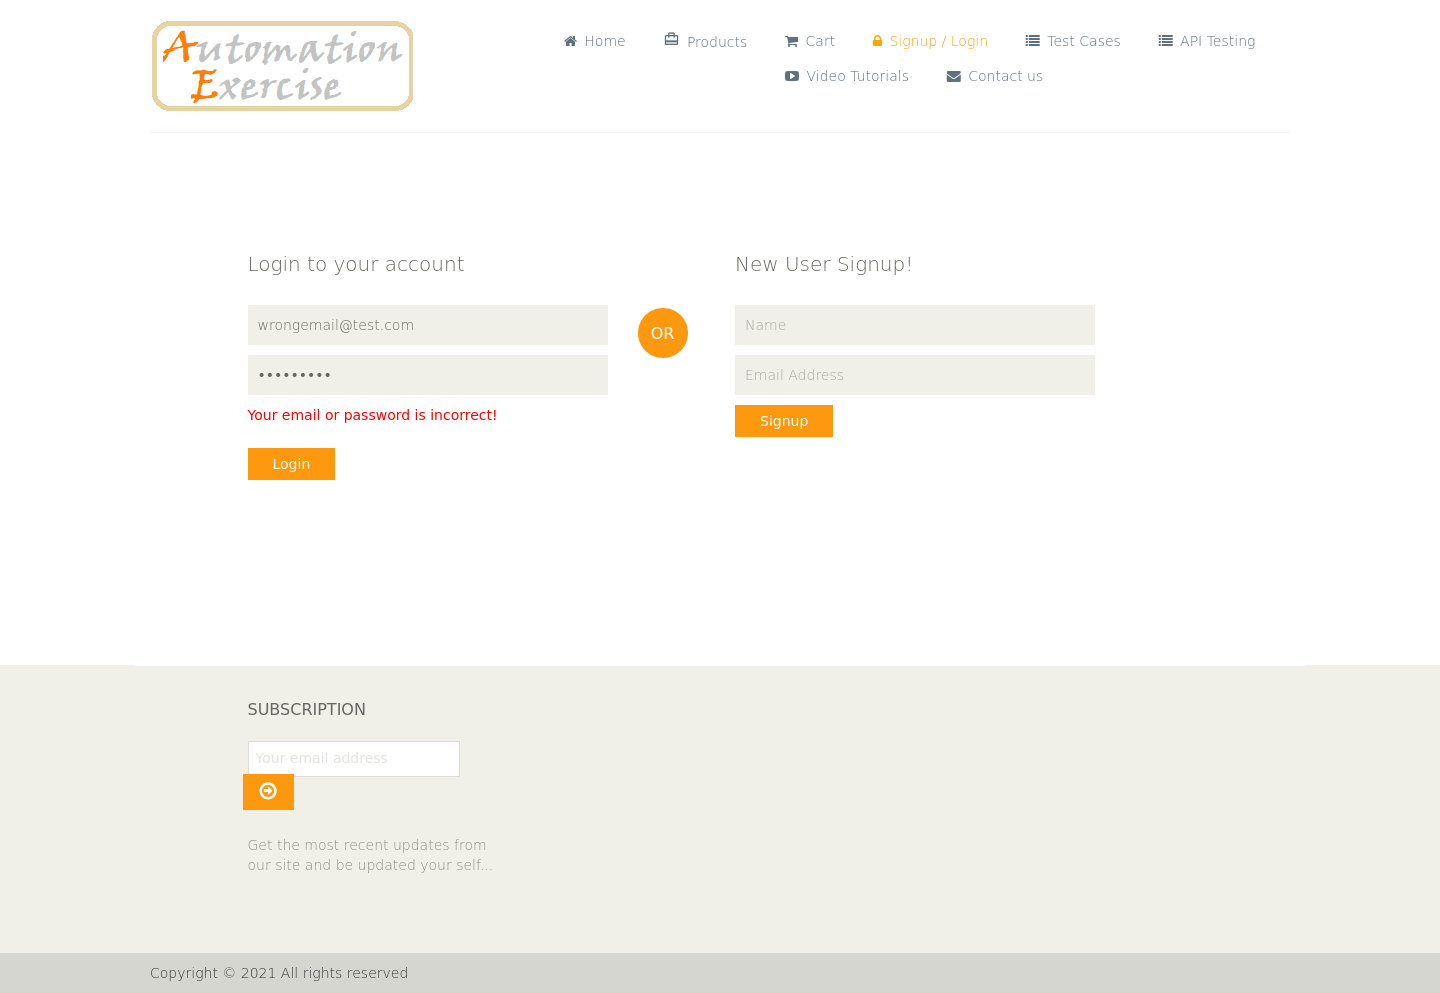 Automation
Exercise
Home
Products
Cart
Signup / Login
Test Cases
API Testing
Video Tutorials
Contact us
Login to your account
wrongemail@test.com
•••••••••
Your email or password is incorrect!
Login
OR
New User Signup!
Name
Email Address
Signup
SUBSCRIPTION
Your email address
Get the most recent updates from
our site and be updated your self...
Copyright © 2021 All rights reserved